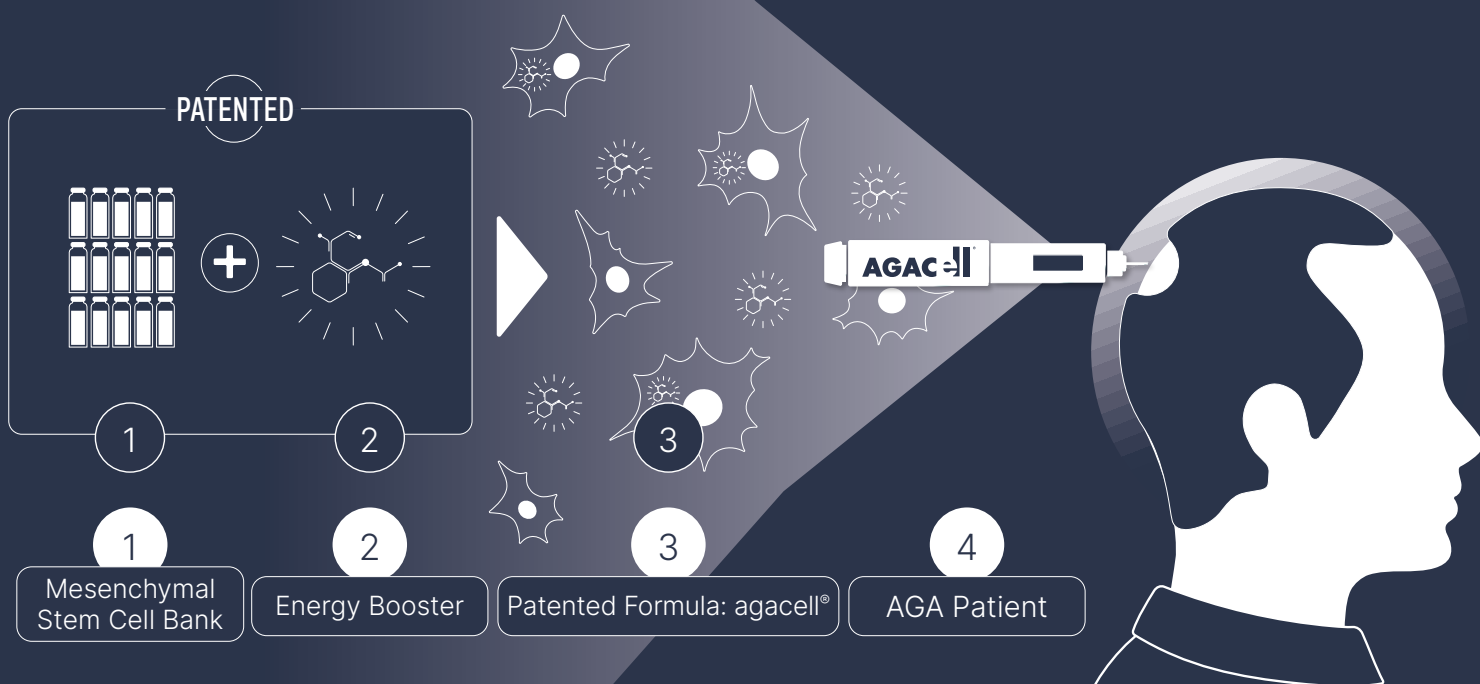 PATENTED
1
2
3
AGACell®
1
2
3
4
Mesenchymal
Stem Cell Bank
Energy Booster
Patented Formula: agacell®
AGA Patient